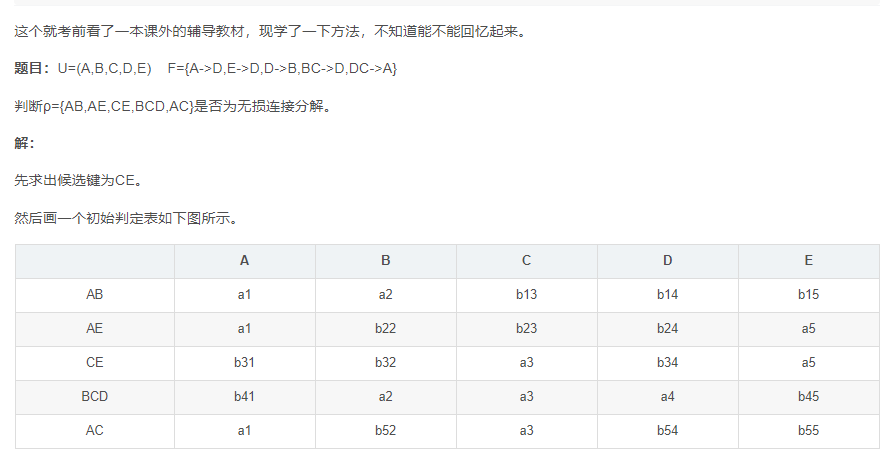 这个就考前看了一本课外的辅导教材，现学了一下方法，不知道能不能回忆起来。
题目：U=(A,B,C,D,E) F={A->D,E->D,D->B,BC->D,DC->A}
判断ρ={AB,AE,CE,BCD,AC}是否为无损连接分解。
解：
先求出候选键为CE。
然后画一个初始判定表如下图所示。
A B C D E
AB a1 a2 b13 b14 b15
AE a1 b22 b23 b24 a5
CE b31 b32 a3 b34 a5
BCD b41 a2 a3 a4 b45
AC a1 b52 a3 b54 b55